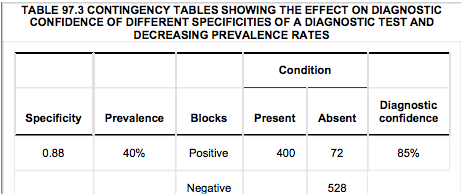 TABLE 97.3 CONTINGENCY TABLES SHOWING THE EFFECT ON DIAGNOSTIC
CONFIDENCE OF DIFFERENT SPECIFICITIES OF A DIAGNOSTIC TEST AND
DECREASING PREVALENCE RATES
Condition
Specificity Prevalence Blocks Present Absent Diagnostic confidence
0.88 40% Positive 400 72 85%
Negative 528